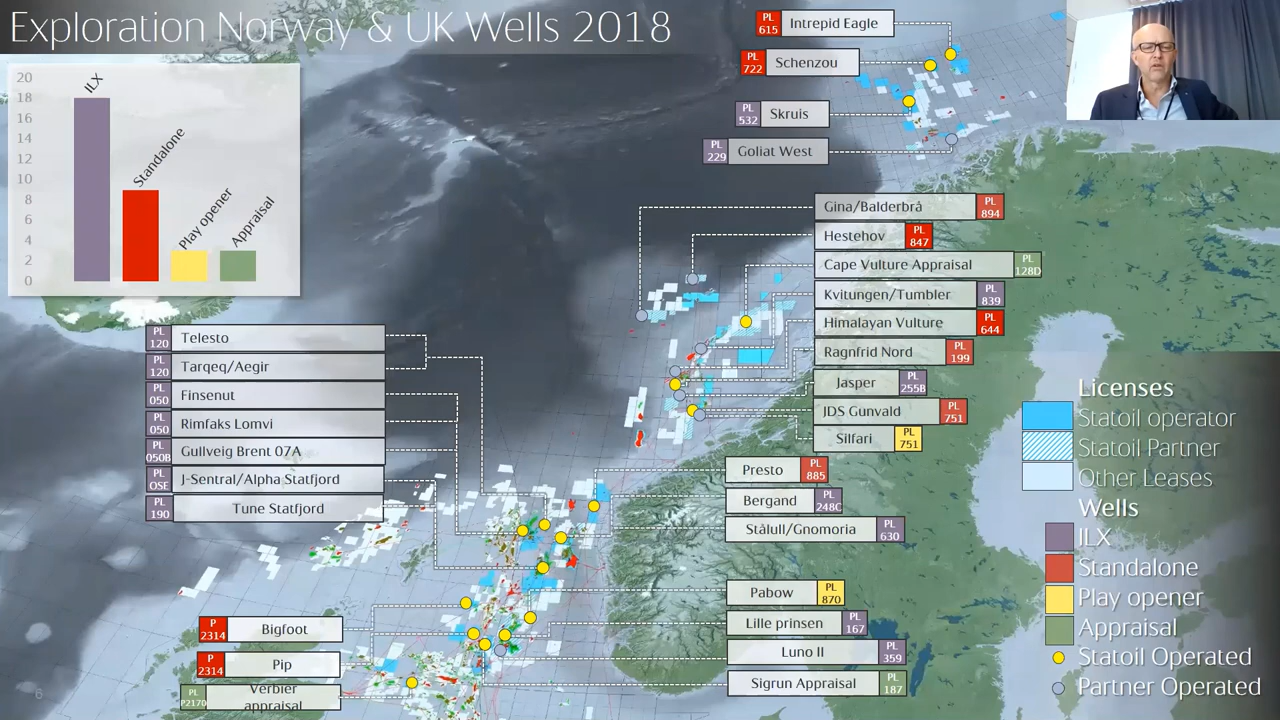 Exploration Norway & UK Wells 2018
20
18
16
14
12
10
8
6
4
2
0
ILX
Standalone
Play opener
Appraisal
PL 615 Intrepid Eagle
PL 722 Schenzou
PL 532 Skruis
PL 229 Goliat West
Gina/Balderbrå PL 894
Hestehov PL 847
Cape Vulture Appraisal PL 128D
Kvitungen/Tumbler PL 839
Himalayan Vulture PL 644
Ragnfrid Nord PL 199
Jasper PL 255B
JDS Gunvald PL 751
Silfari PL 751
PL 120 Telesto
PL 120 Tarqeq/Aegir
PL 050 Finsenut
PL 050 Rimfaks Lomvi
PL 050B Gullveig Brent 07A
PL OSE J-Sentral/Alpha Statfjord
PL 190 Tune Statfjord
Presto PL 885
Bergand PL 248C
Stålull/Gnomoria PL 630
Pabow PL 870
Lille prinsen PL 167
Luno II PL 359
Sigrun Appraisal PL 187
P 2314 Bigfoot
P 2314 Pip
PL P2170 Verbier
appraisal
Licenses
Statoil operator
Statoil Partner
Other Leases
Wells
ILX
Standalone
Play opener
Appraisal
Statoil Operated
Partner Operated
6